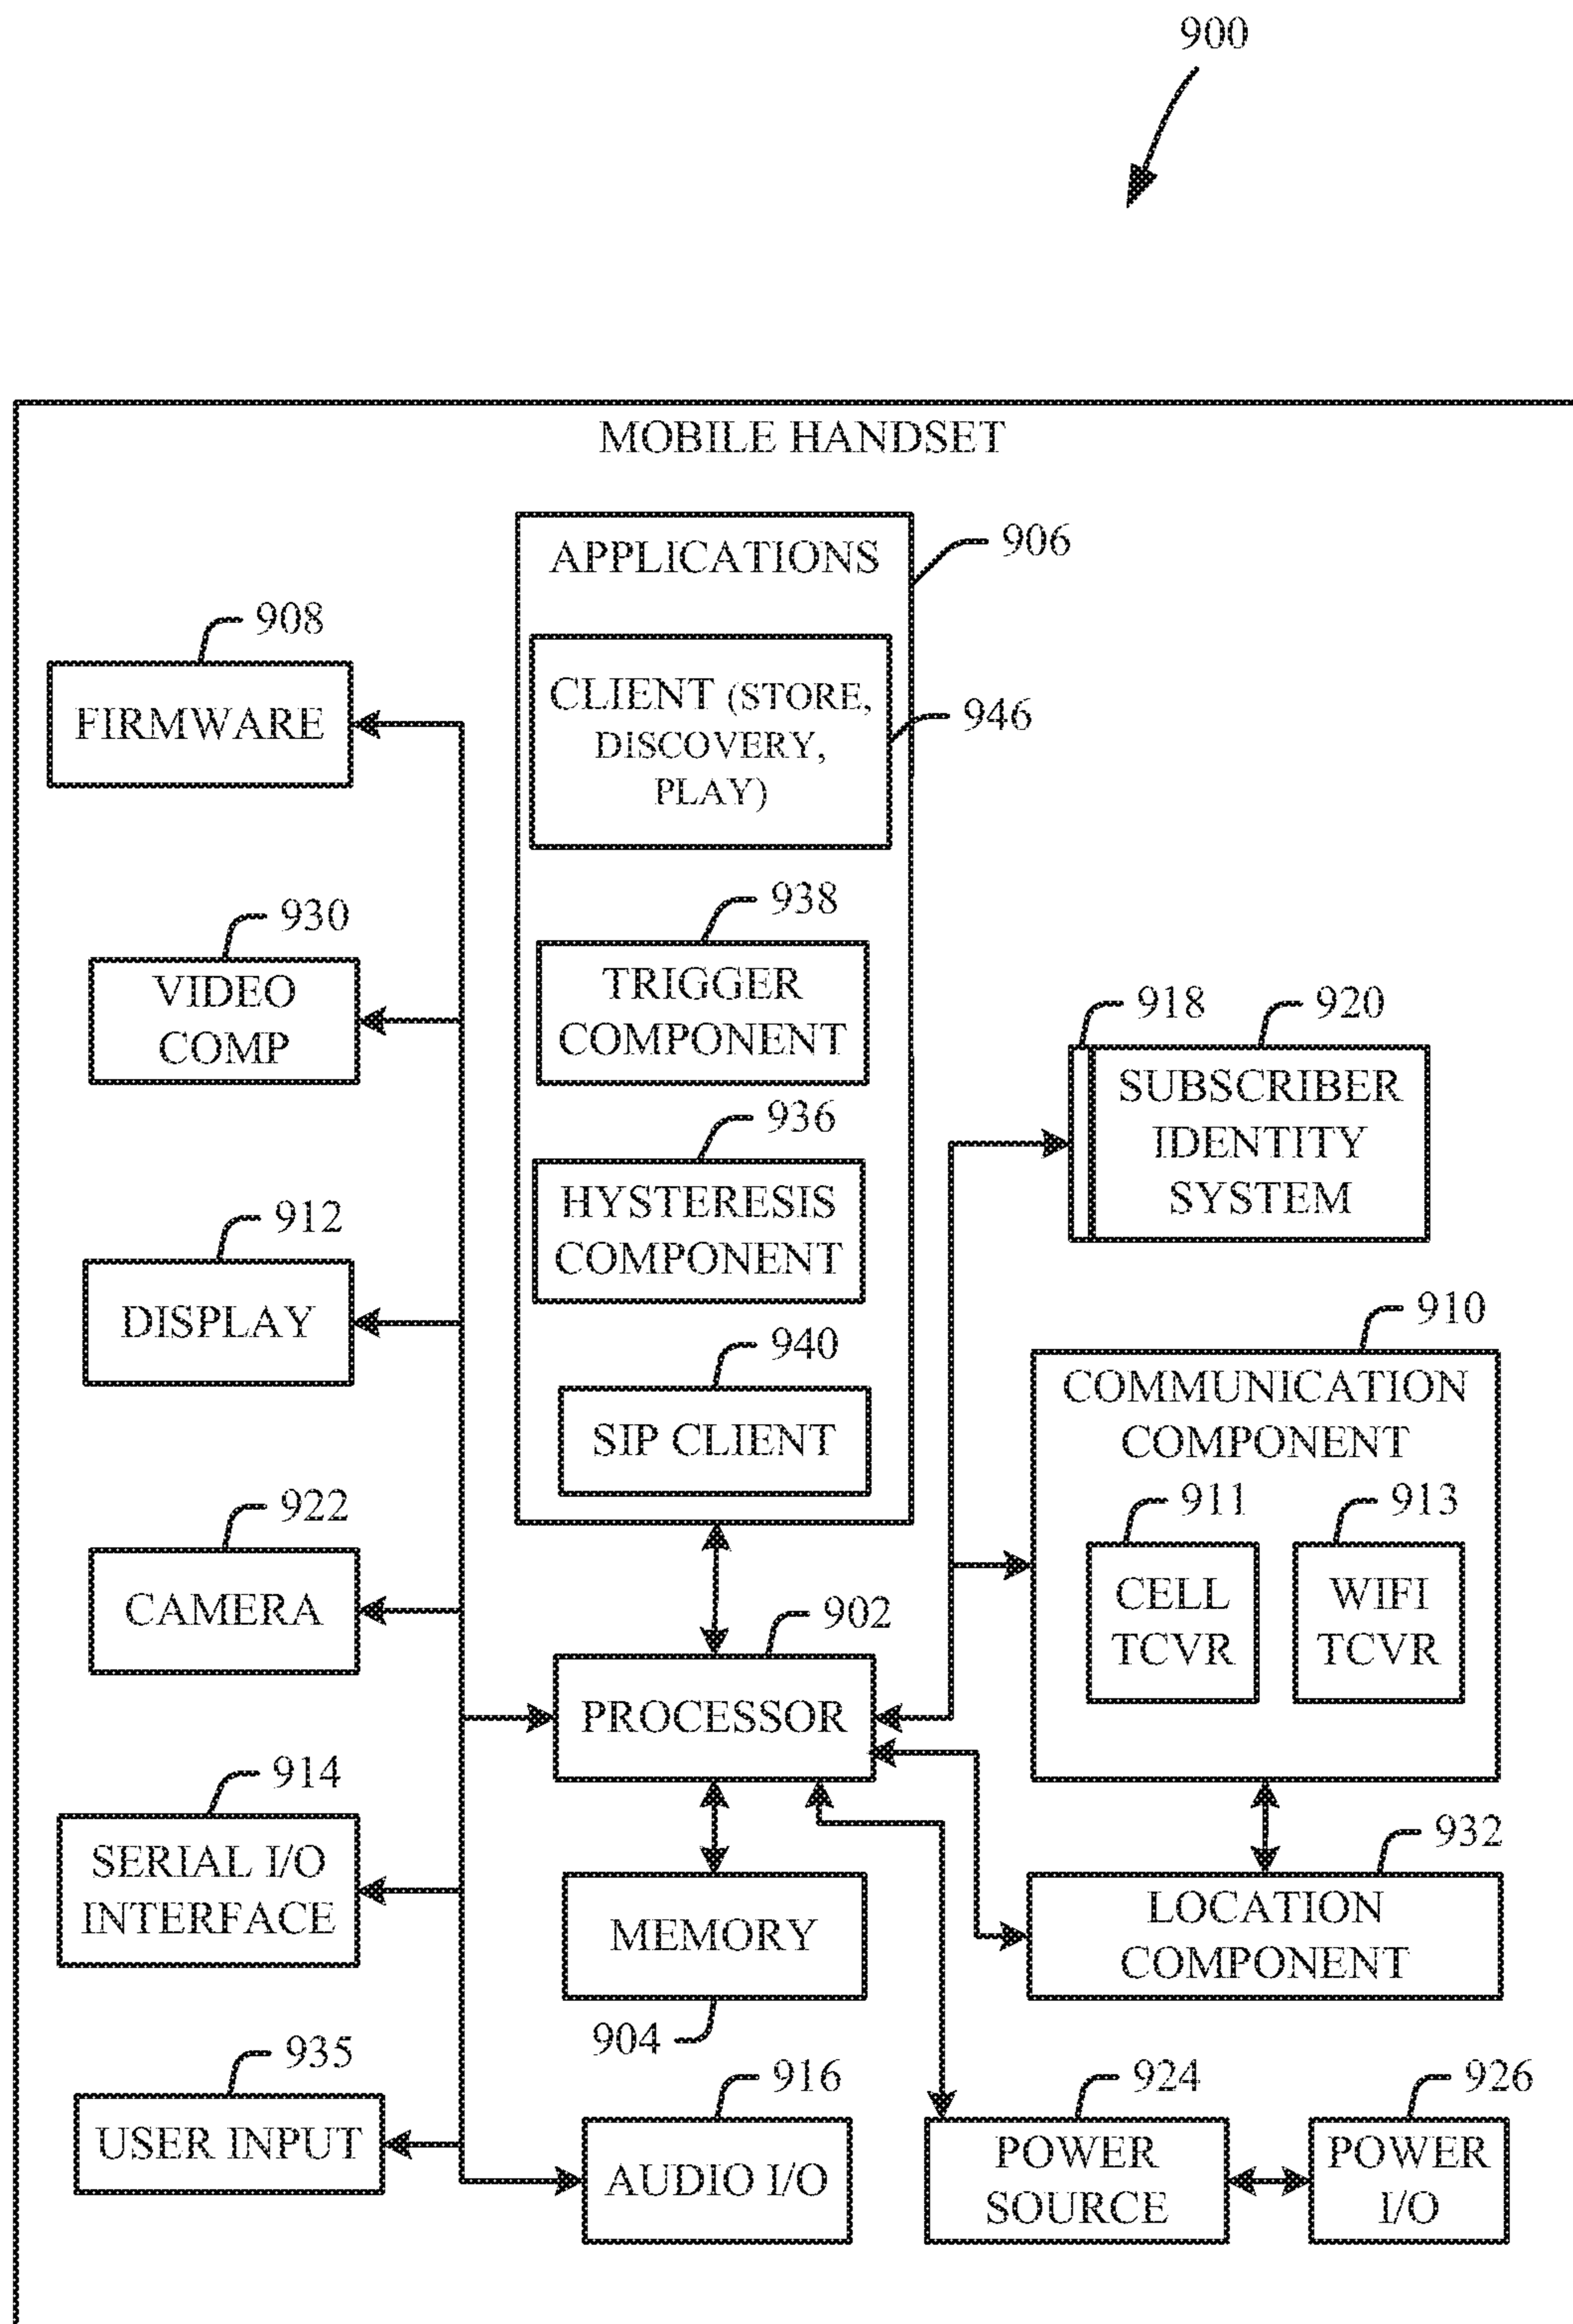 900
MOBILE HANDSET
APPLICATIONS
906
908
FIRMWARE
CLIENT (STORE,
DISCOVERY,
PLAY)
946
930
VIDEO
COMP
938
TRIGGER
COMPONENT
918
920
SUBSCRIBER
IDENTITY
SYSTEM
936
HYSTERESIS
COMPONENT
912
DISPLAY
940
SIP CLIENT
910
COMMUNICATION
COMPONENT
911
CELL
TCVR
913
WIFI
TCVR
922
CAMERA
902
PROCESSOR
914
SERIAL I/O
INTERFACE
MEMORY
904
932
LOCATION
COMPONENT
935
USER INPUT
916
AUDIO I/O
924
POWER
SOURCE
926
POWER
I/O